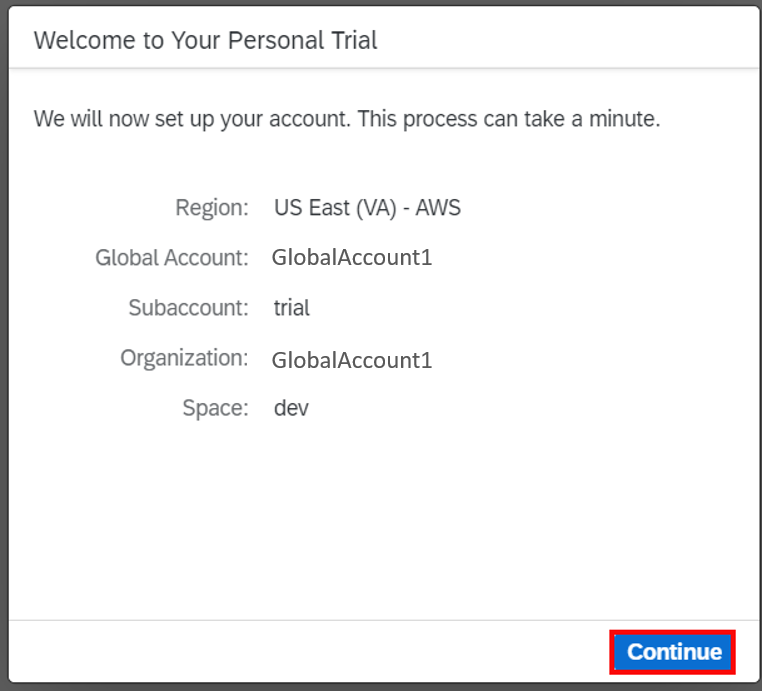 Welcome to Your Personal Trial
We will now set up your account. This process can take a minute.
Region: US East (VA) - AWS
Global Account: GlobalAccount1
Subaccount: trial
Organization: GlobalAccount1
Space: dev
Continue